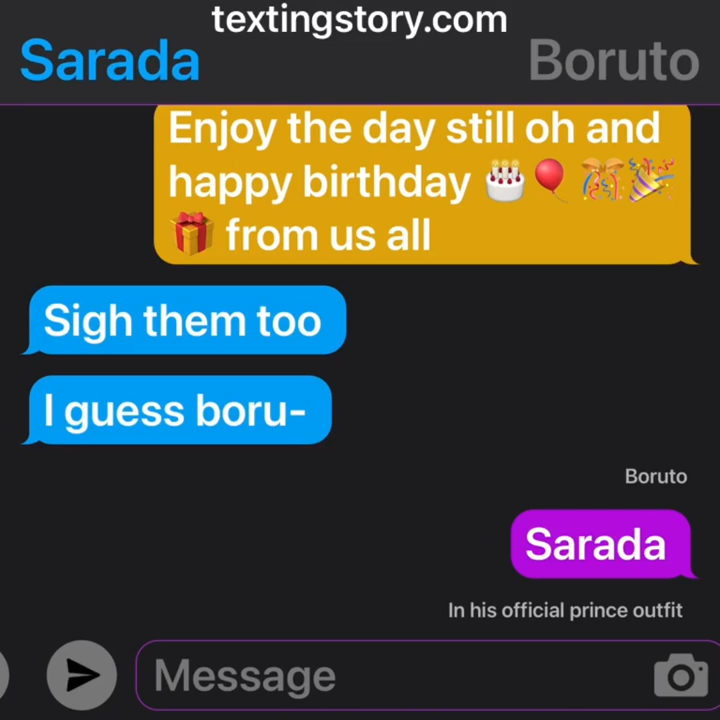 textingstory.com
Sarada Boruto
Enjoy the day still oh and
happy birthday 🎂🎈🎊🎉
🎁 from us all
Sigh them too
I guess boru-
Boruto
Sarada
In his official prince outfit
Message